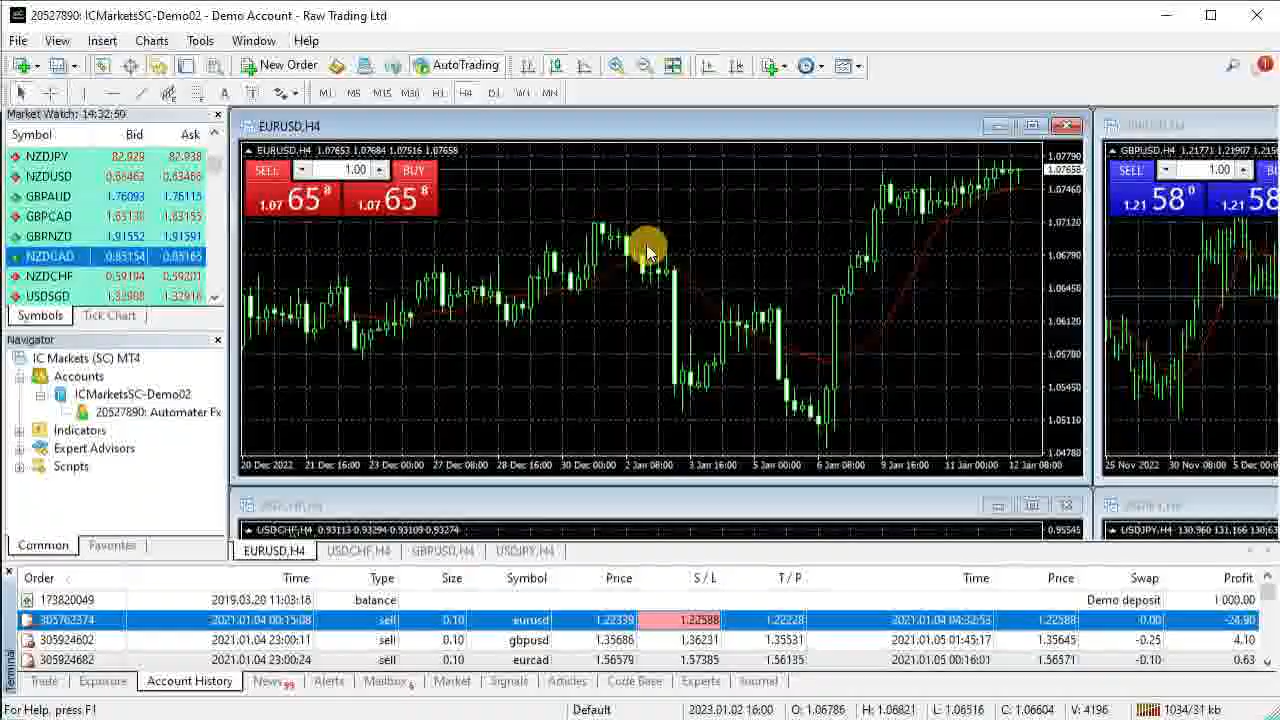 20527890: ICMarketsSC-Demo02 - Demo Account - Raw Trading Ltd
File View Insert Charts Tools Window Help
New Order AutoTrading
M1 M5 M15 M30 H1 H4 D1 W1 MN
Market Watch: 14:32:50
Symbol Bid Ask
NZDJPY 82.828 82.838
NZDUSD
GBPAUD 1.76093 1.76115
GBPCAD 1.63130 1.63155
GBPNZD 1.91552 1.91591
NZDCAD
NZDCHF 0.59194 0.59201
USDSGD 1.32908 1.32916
Symbols Tick Chart
Navigator
IC Markets (SC) MT4
Accounts
ICMarketsSC-Demo02
20527890: Automater Fx
Indicators
Expert Advisors
Scripts
Common Favorites
EURUSD,H4
EURUSD,H4 1.07653 1.07684 1.07516 1.07658
SELL 1.00 BUY
1.07 65 8 1.07 65 8
1.07790
1.07658
1.07460
1.07120
1.06790
1.06450
1.06120
1.05780
1.05450
1.05110
1.04780
20 Dec 2022 21 Dec 16:00 23 Dec 00:00 27 Dec 08:00 28 Dec 16:00 30 Dec 00:00 2 Jan 08:00 3 Jan 16:00 5 Jan 00:00 6 Jan 08:00 9 Jan 16:00 11 Jan 00:00 12 Jan 08:00
GBPUSD,H4
GBPUSD,H4 1.21771 1.21907
SELL 1.00
1.21 58 0 1.21 58
25 Nov 2022 30 Nov 08:00 5 Dec 00:00
USDCHF,H4
USDCHF,H4 0.93113 0.93294 0.93109 0.93274
0.95545
USDJPY,H4
USDJPY,H4 130.960 131.166 130.63
EURUSD,H4 USDCHF,H4 GBPUSD,H4 USDJPY,H4
Order Time Type Size Symbol Price S / L T / P Time Price Swap Profit
173820049 2019.03.28 11:03:16 balance Demo deposit 1 000.00
305762374 2021.01.04 00:15:08 sell 0.10 eurusd 1.22339 1.22588 1.22228 2021.01.04 04:32:53 1.22588 0.00 -24.90
305924602 2021.01.04 23:00:11 sell 0.10 gbpusd 1.35686 1.36231 1.35531 2021.01.05 01:45:17 1.35645 -0.25 4.10
305924682 2021.01.04 23:00:24 sell 0.10 eurcad 1.56579 1.57385 1.56135 2021.01.05 00:16:01 1.56571 -0.10 0.63
Terminal
Trade Exposure Account History News 99 Alerts Mailbox 6 Market Signals Articles Code Base Experts Journal
For Help, press F1 Default 2023.01.02 16:00 O: 1.06786 H: 1.06821 L: 1.06516 C: 1.06604 V: 4196 1034/31 kb